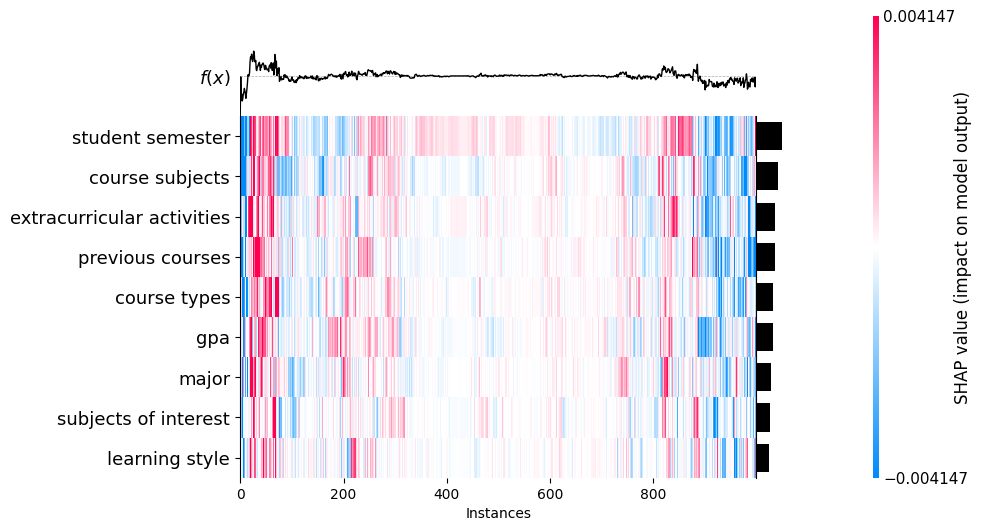 0.004147
f(x)
student semester
course subjects
extracurricular activities
previous courses
course types
gpa
major
subjects of interest
learning style
0 200 400 600 800
Instances
−0.004147
SHAP value (impact on model output)